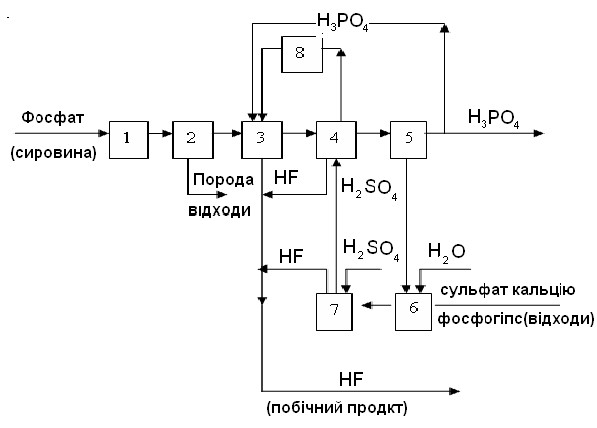 H3PO4
8
Фосфат
(сировина)
1
2
3
4
5
H3PO4
Порода
відходи
HF
H2SO4
HF
H2SO4
H2O
7
6
сульфат кальцію
фосфогіпс(відходи)
HF
(побічний продкт)